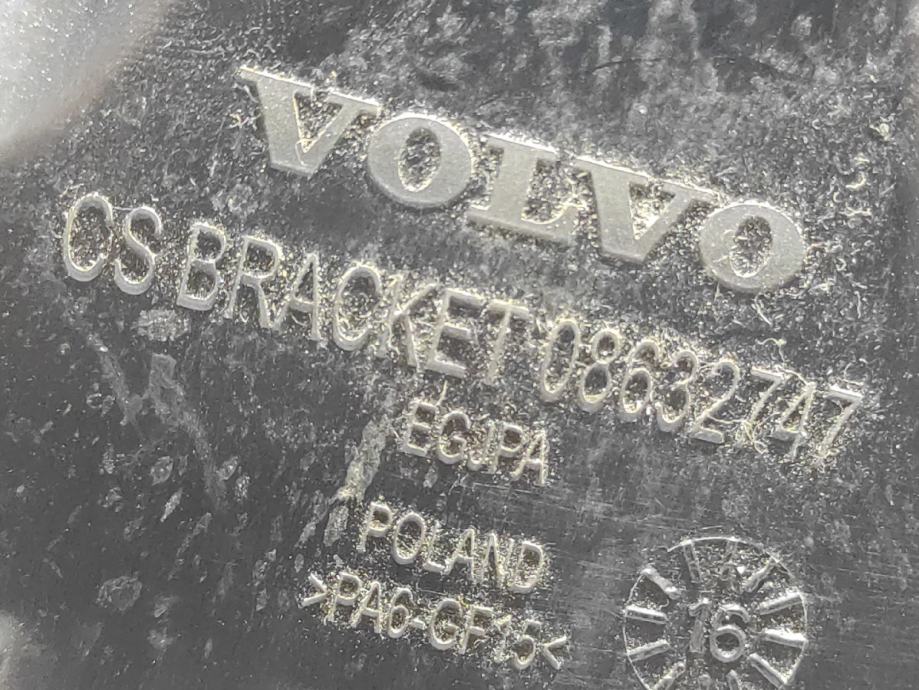 VOLVO
CS BRACKET 08632747
EGJPA
POLAND
>PA6-GF15<
16